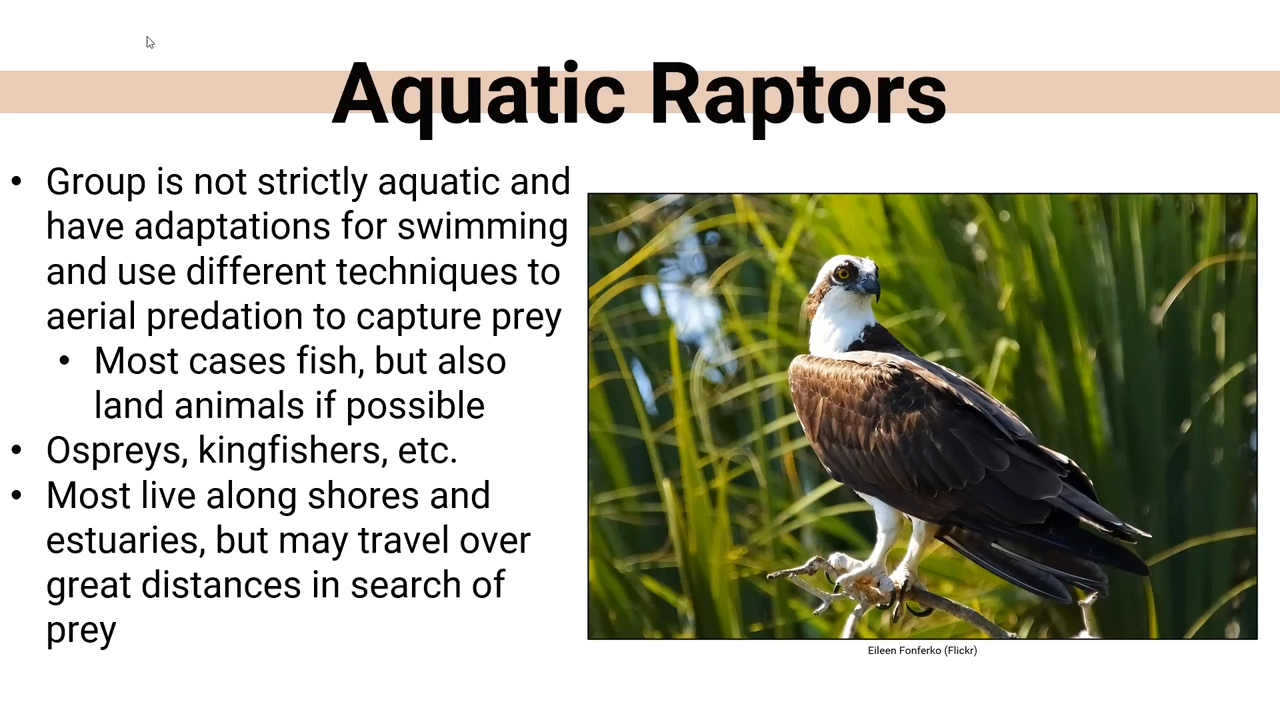 Aquatic Raptors
• Group is not strictly aquatic and
have adaptations for swimming
and use different techniques to
aerial predation to capture prey
• Most cases fish, but also
land animals if possible
• Ospreys, kingfishers, etc.
• Most live along shores and
estuaries, but may travel over
great distances in search of
prey
Eileen Fonferko (Flickr)